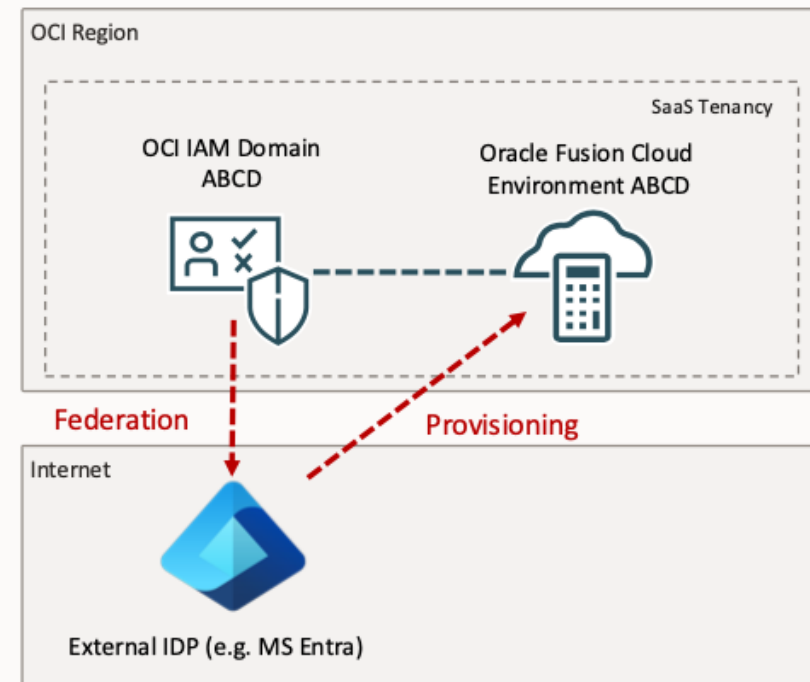 OCI Region
SaaS Tenancy
OCI IAM Domain
ABCD
Oracle Fusion Cloud
Environment ABCD
Federation
Provisioning
Internet
External IDP (e.g. MS Entra)